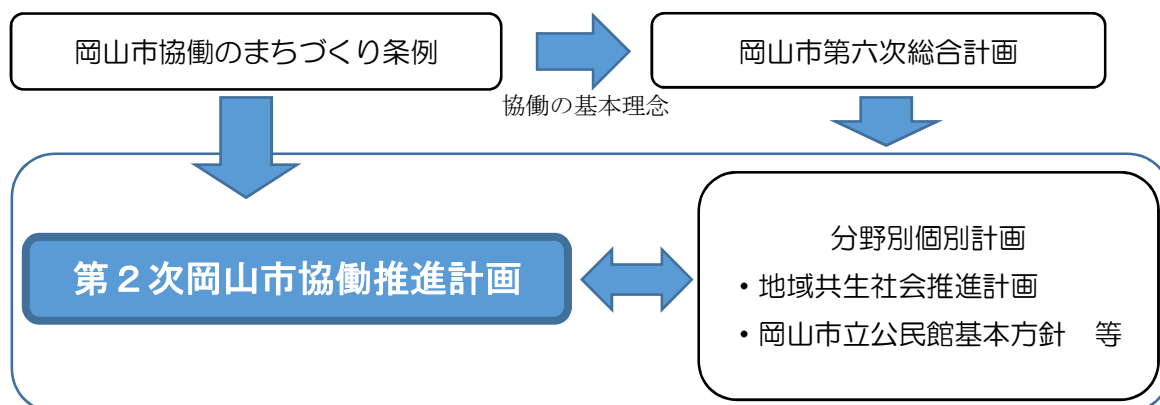 岡山市協働のまちづくり条例
岡山市第六次総合計画
協働の基本理念
第２次岡山市協働推進計画
分野別個別計画
・地域共生社会推進計画
・岡山市立公民館基本方針　等